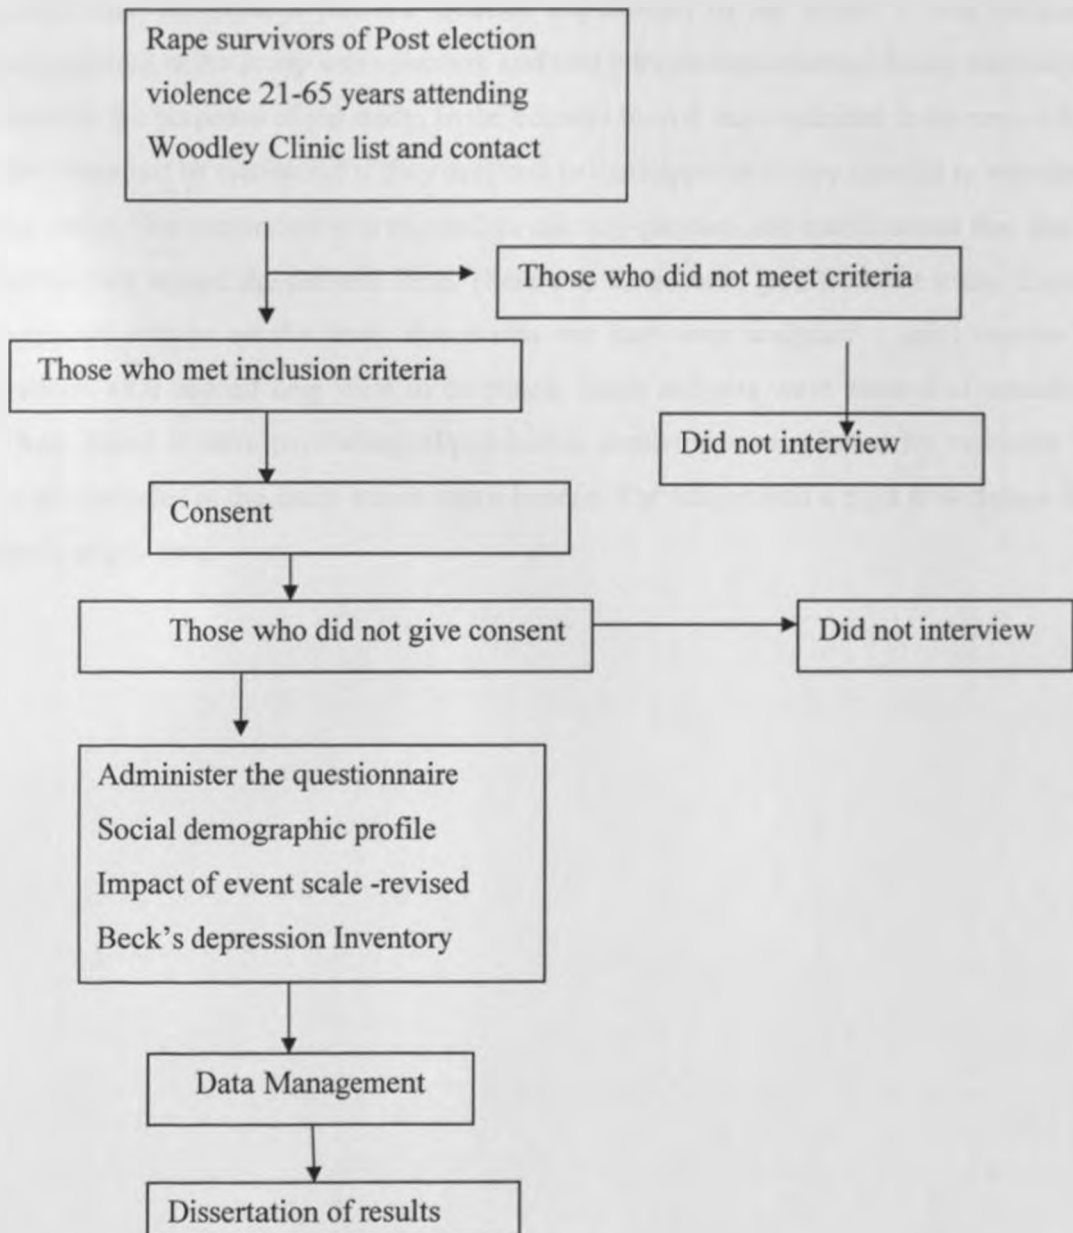 Rape survivors of Post election
violence 21-65 years attending
Woodley Clinic list and contact
Those who did not meet criteria
Those who met inclusion criteria
Did not interview
Consent
Those who did not give consent
Did not interview
Administer the questionnaire
Social demographic profile
Impact of event scale -revised
Beck's depression Inventory
Data Management
Dissertation of results